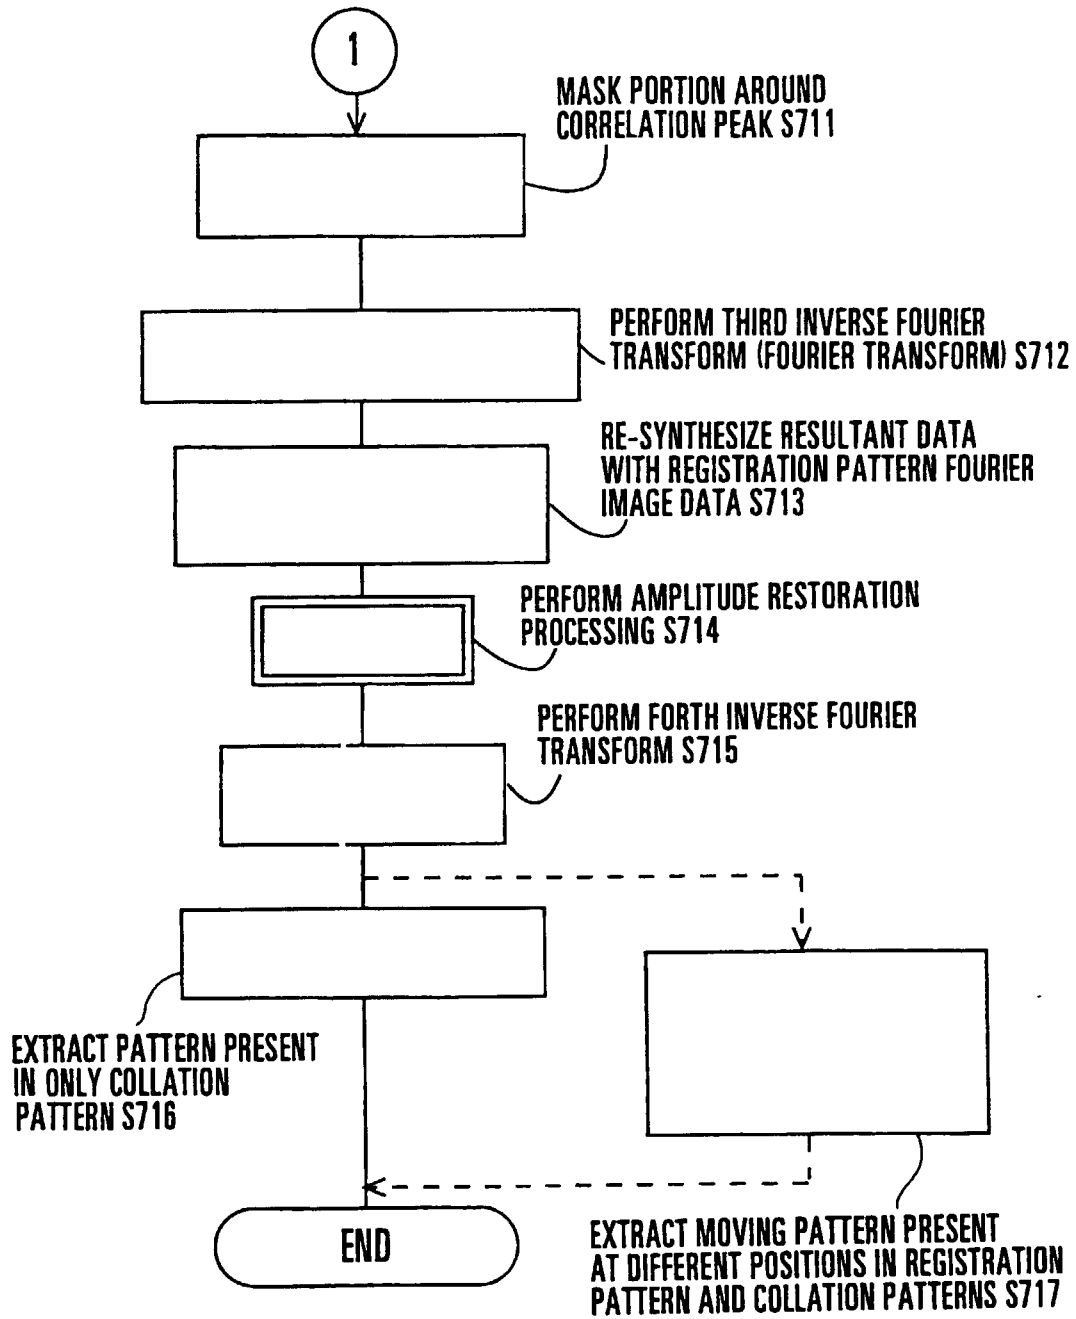 1
MASK PORTION AROUND
CORRELATION PEAK S711
PERFORM THIRD INVERSE FOURIER
TRANSFORM (FOURIER TRANSFORM) S712
RE-SYNTHESIZE RESULTANT DATA
WITH REGISTRATION PATTERN FOURIER
IMAGE DATA S713
PERFORM AMPLITUDE RESTORATION
PROCESSING S714
PERFORM FORTH INVERSE FOURIER
TRANSFORM S715
EXTRACT PATTERN PRESENT
IN ONLY COLLATION
PATTERN S716
END
EXTRACT MOVING PATTERN PRESENT
AT DIFFERENT POSITIONS IN REGISTRATION
PATTERN AND COLLATION PATTERNS S717